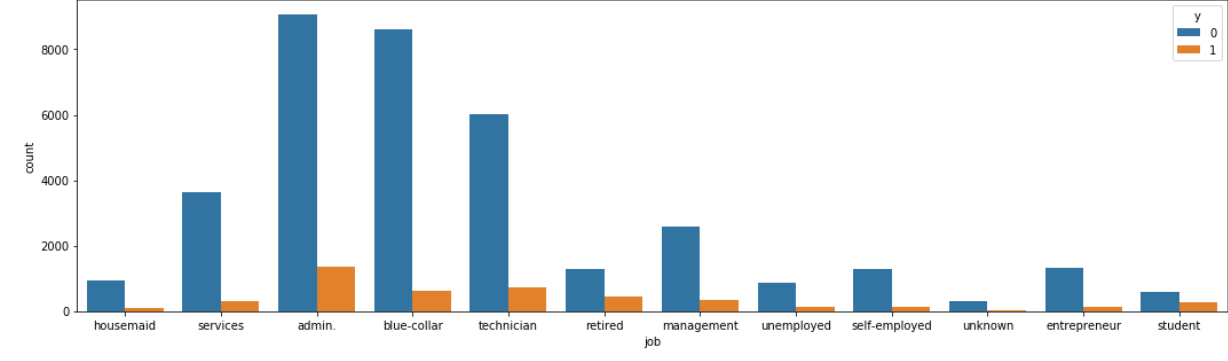 y
0
1
8000
6000
4000
2000
0
count
housemaid services admin. blue-collar technician retired management unemployed self-employed unknown entrepreneur student
job